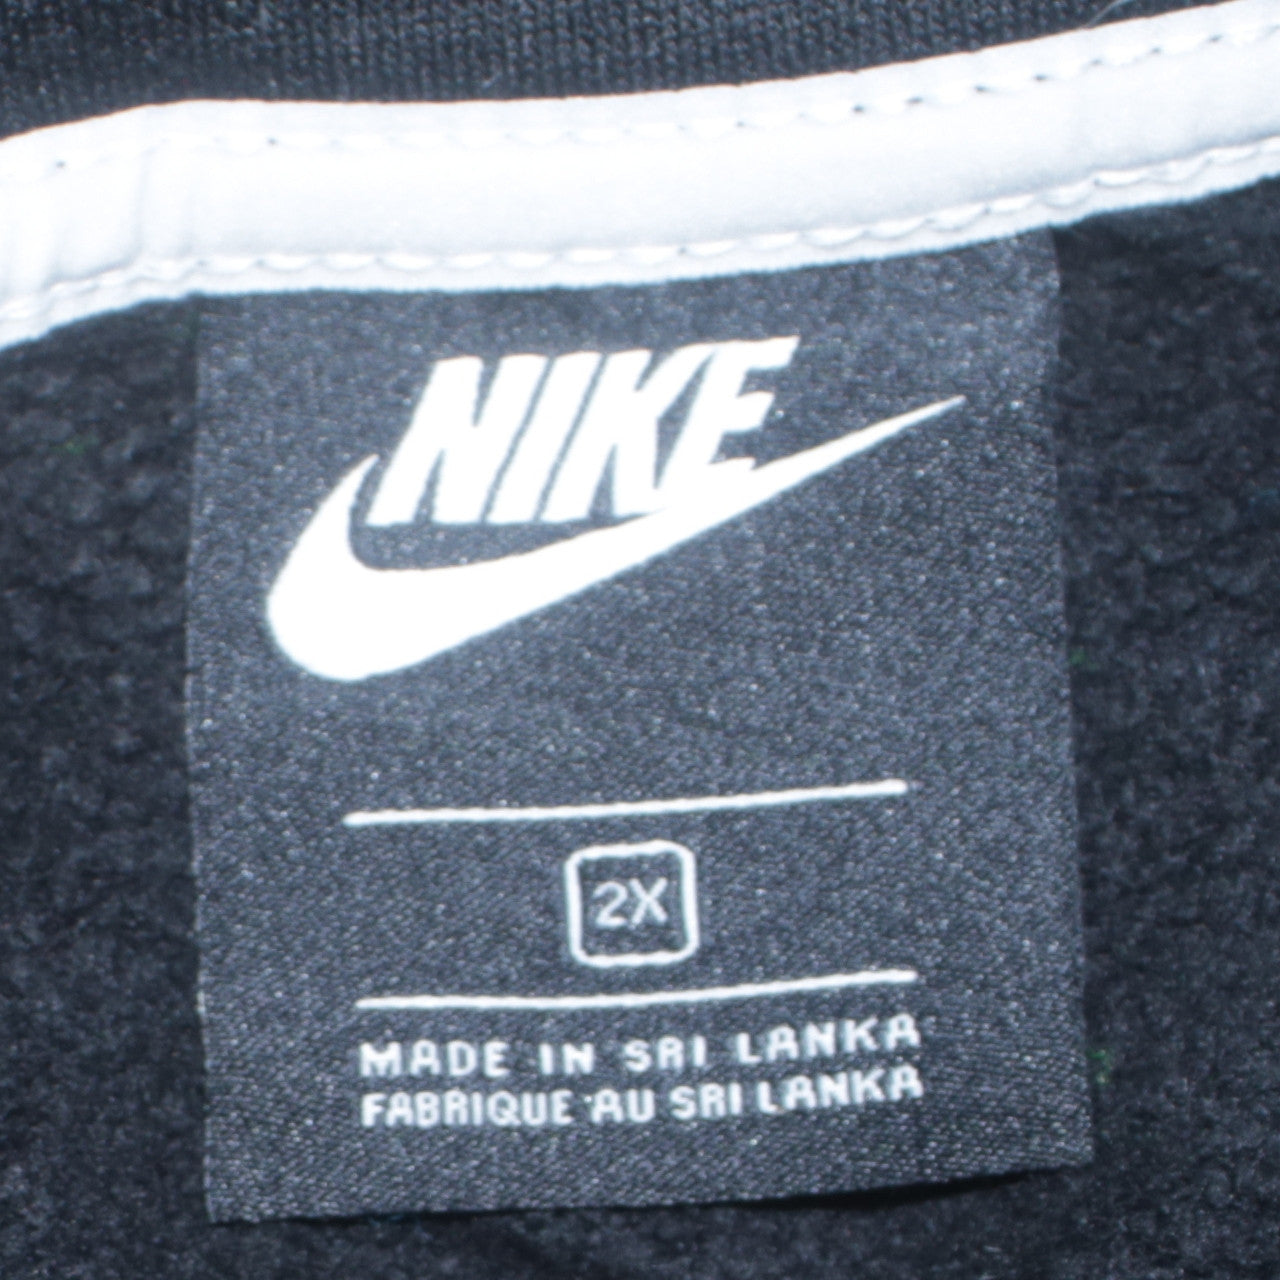 NIKE
2X
MADE IN SRI LANKA
FABRIQUE AU SRI LANKA